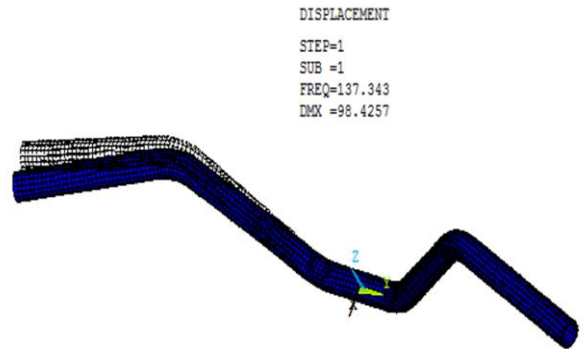 DISPLACEMENT
STEP=1
SUB =1
FREQ=137.343
DMX =98.4257
Z
Y
X